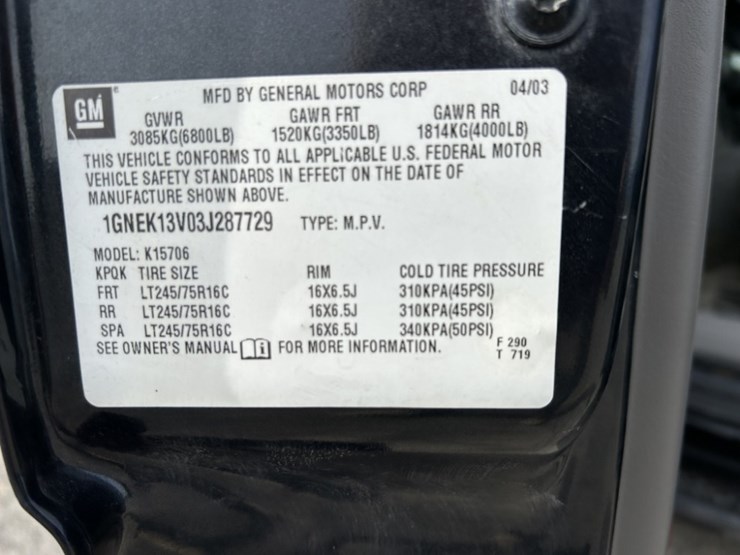 GM ® MFD BY GENERAL MOTORS CORP 04/03
GVWR GAWR FRT GAWR RR
3085KG(6800LB) 1520KG(3350LB) 1814KG(4000LB)
THIS VEHICLE CONFORMS TO ALL APPLICABLE U.S. FEDERAL MOTOR
VEHICLE SAFETY STANDARDS IN EFFECT ON THE DATE OF
MANUFACTURE SHOWN ABOVE.
1GNEK13V03J287729 TYPE: M.P.V.
MODEL: K15706
KPQK TIRE SIZE RIM COLD TIRE PRESSURE
FRT LT245/75R16C 16X6.5J 310KPA(45PSI)
RR LT245/75R16C 16X6.5J 310KPA(45PSI)
SPA LT245/75R16C 16X6.5J 340KPA(50PSI)
SEE OWNER'S MANUAL i FOR MORE INFORMATION. F 290
T 719